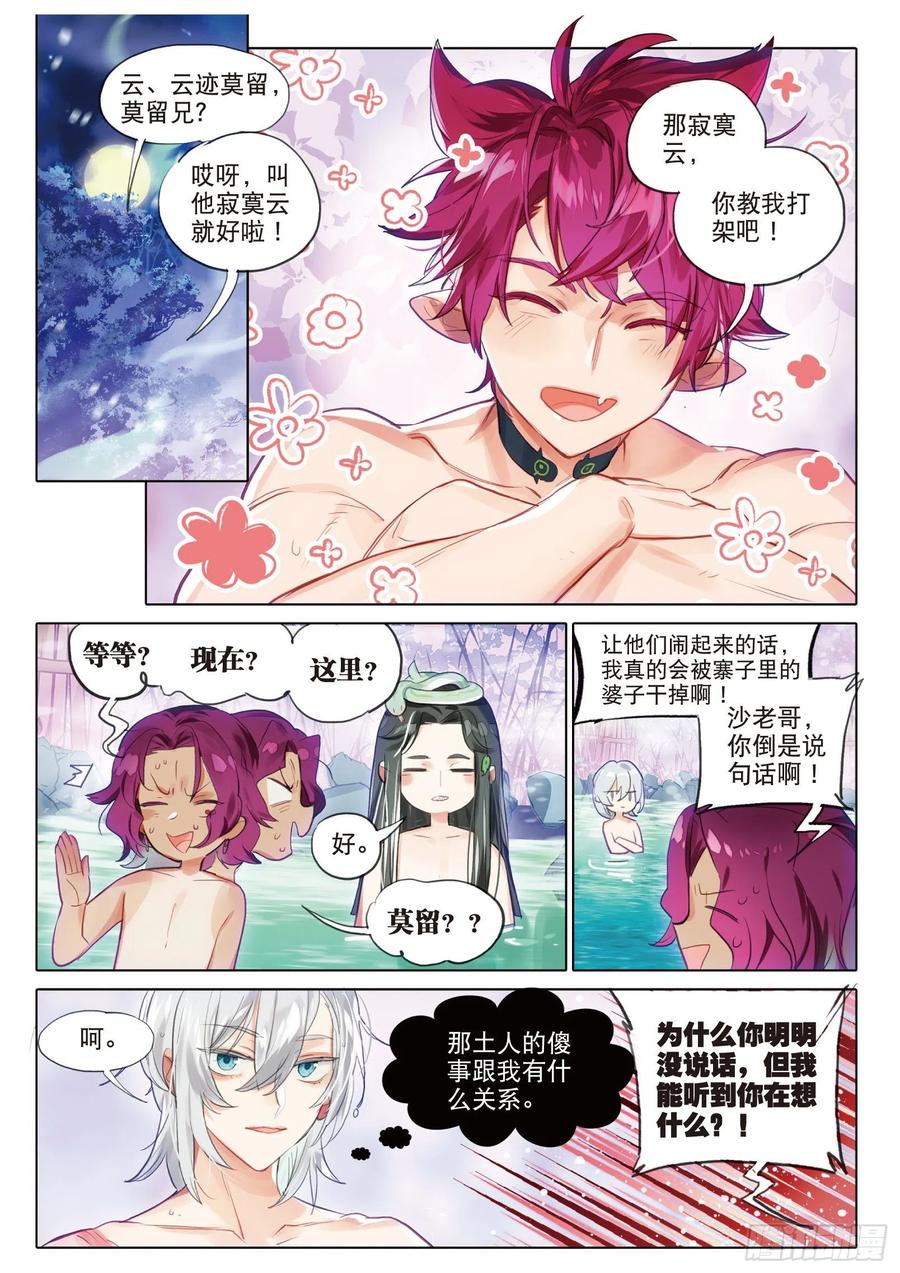 云、云迹莫留，
莫留兄？
哎呀，叫
他寂寞云
就好啦！
那寂寞
云，
你教我打
架吧！
等等？
现在？
这里？
好。
莫留？？
让他们闹起来的话，
我真的会被寨子里的
婆子干掉啊！
沙老哥，
你倒是说
句话啊！
呵。
那土人的傻
事跟我有什
么关系。
为什么你明明
没说话，但我
能听到你在想
什么？！
腾讯动漫